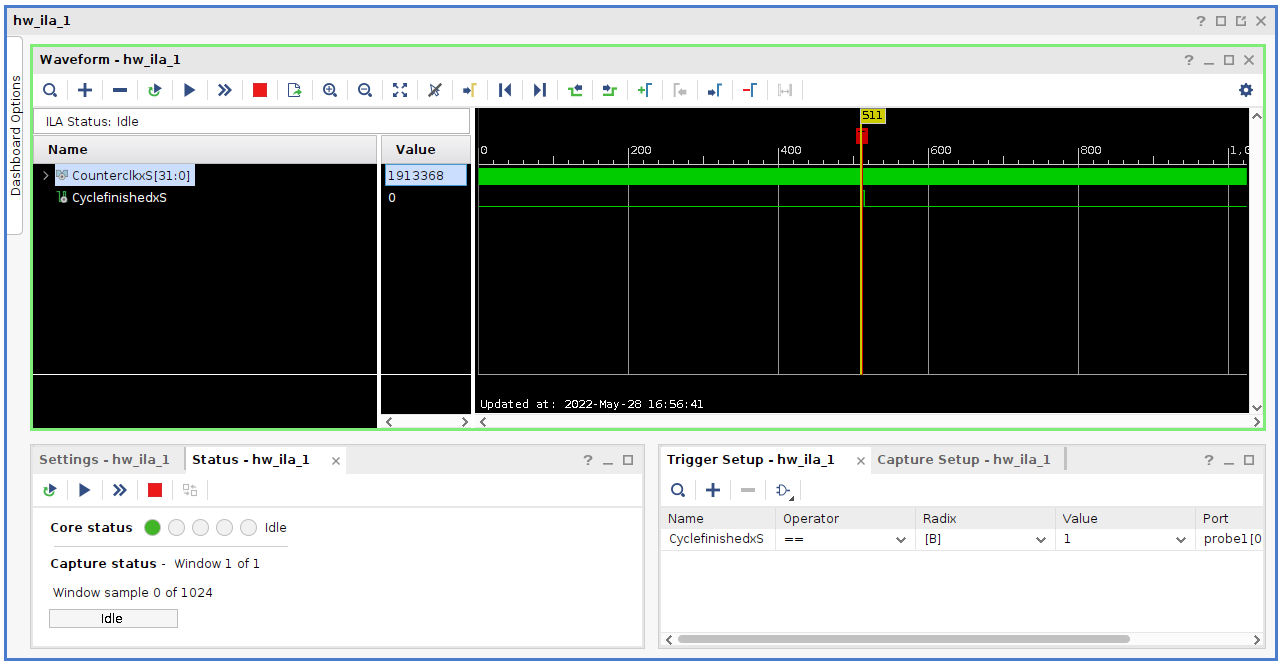 hw_ila_1
Dashboard Options
Waveform - hw_ila_1
ILA Status: Idle
Name Value
CounterclkxS[31:0] 1913368
CyclefinishedxS 0
511
0 200 400 600 800 1,0
Updated at: 2022-May-28 16:56:41
Settings - hw_ila_1 Status - hw_ila_1
Core status Idle
Capture status - Window 1 of 1
Window sample 0 of 1024
Idle
Trigger Setup - hw_ila_1 Capture Setup - hw_ila_1
Name Operator Radix Value Port
CyclefinishedxS == [B] 1 probe1[0